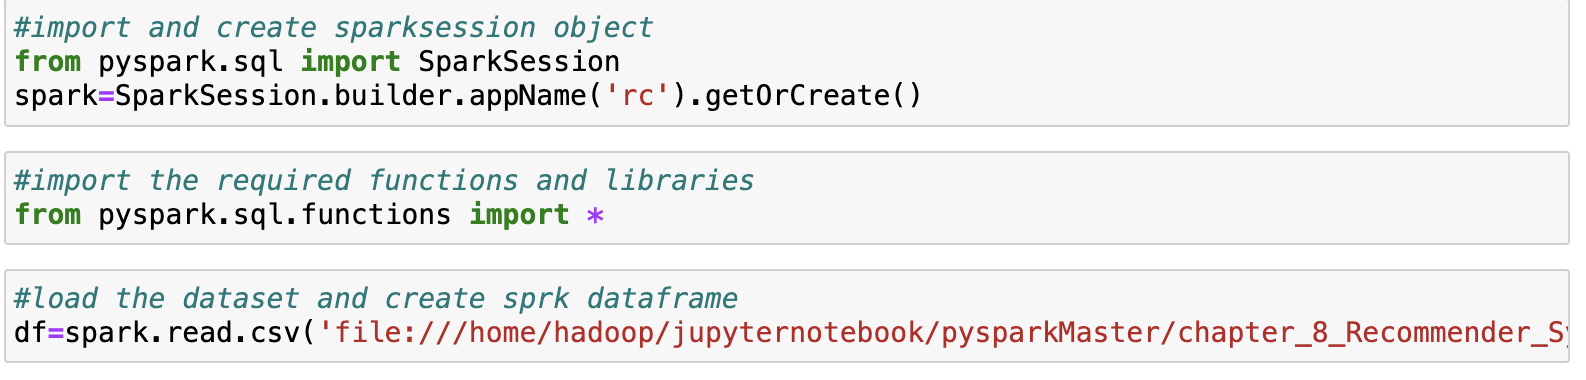 #import and create sparksession object
from pyspark.sql import SparkSession
spark=SparkSession.builder.appName('rc').getOrCreate()
#import the required functions and libraries
from pyspark.sql.functions import *
#load the dataset and create sprk dataframe
df=spark.read.csv('file:///home/hadoop/jupyternotebook/pysparkMaster/chapter_8_Recommender_S